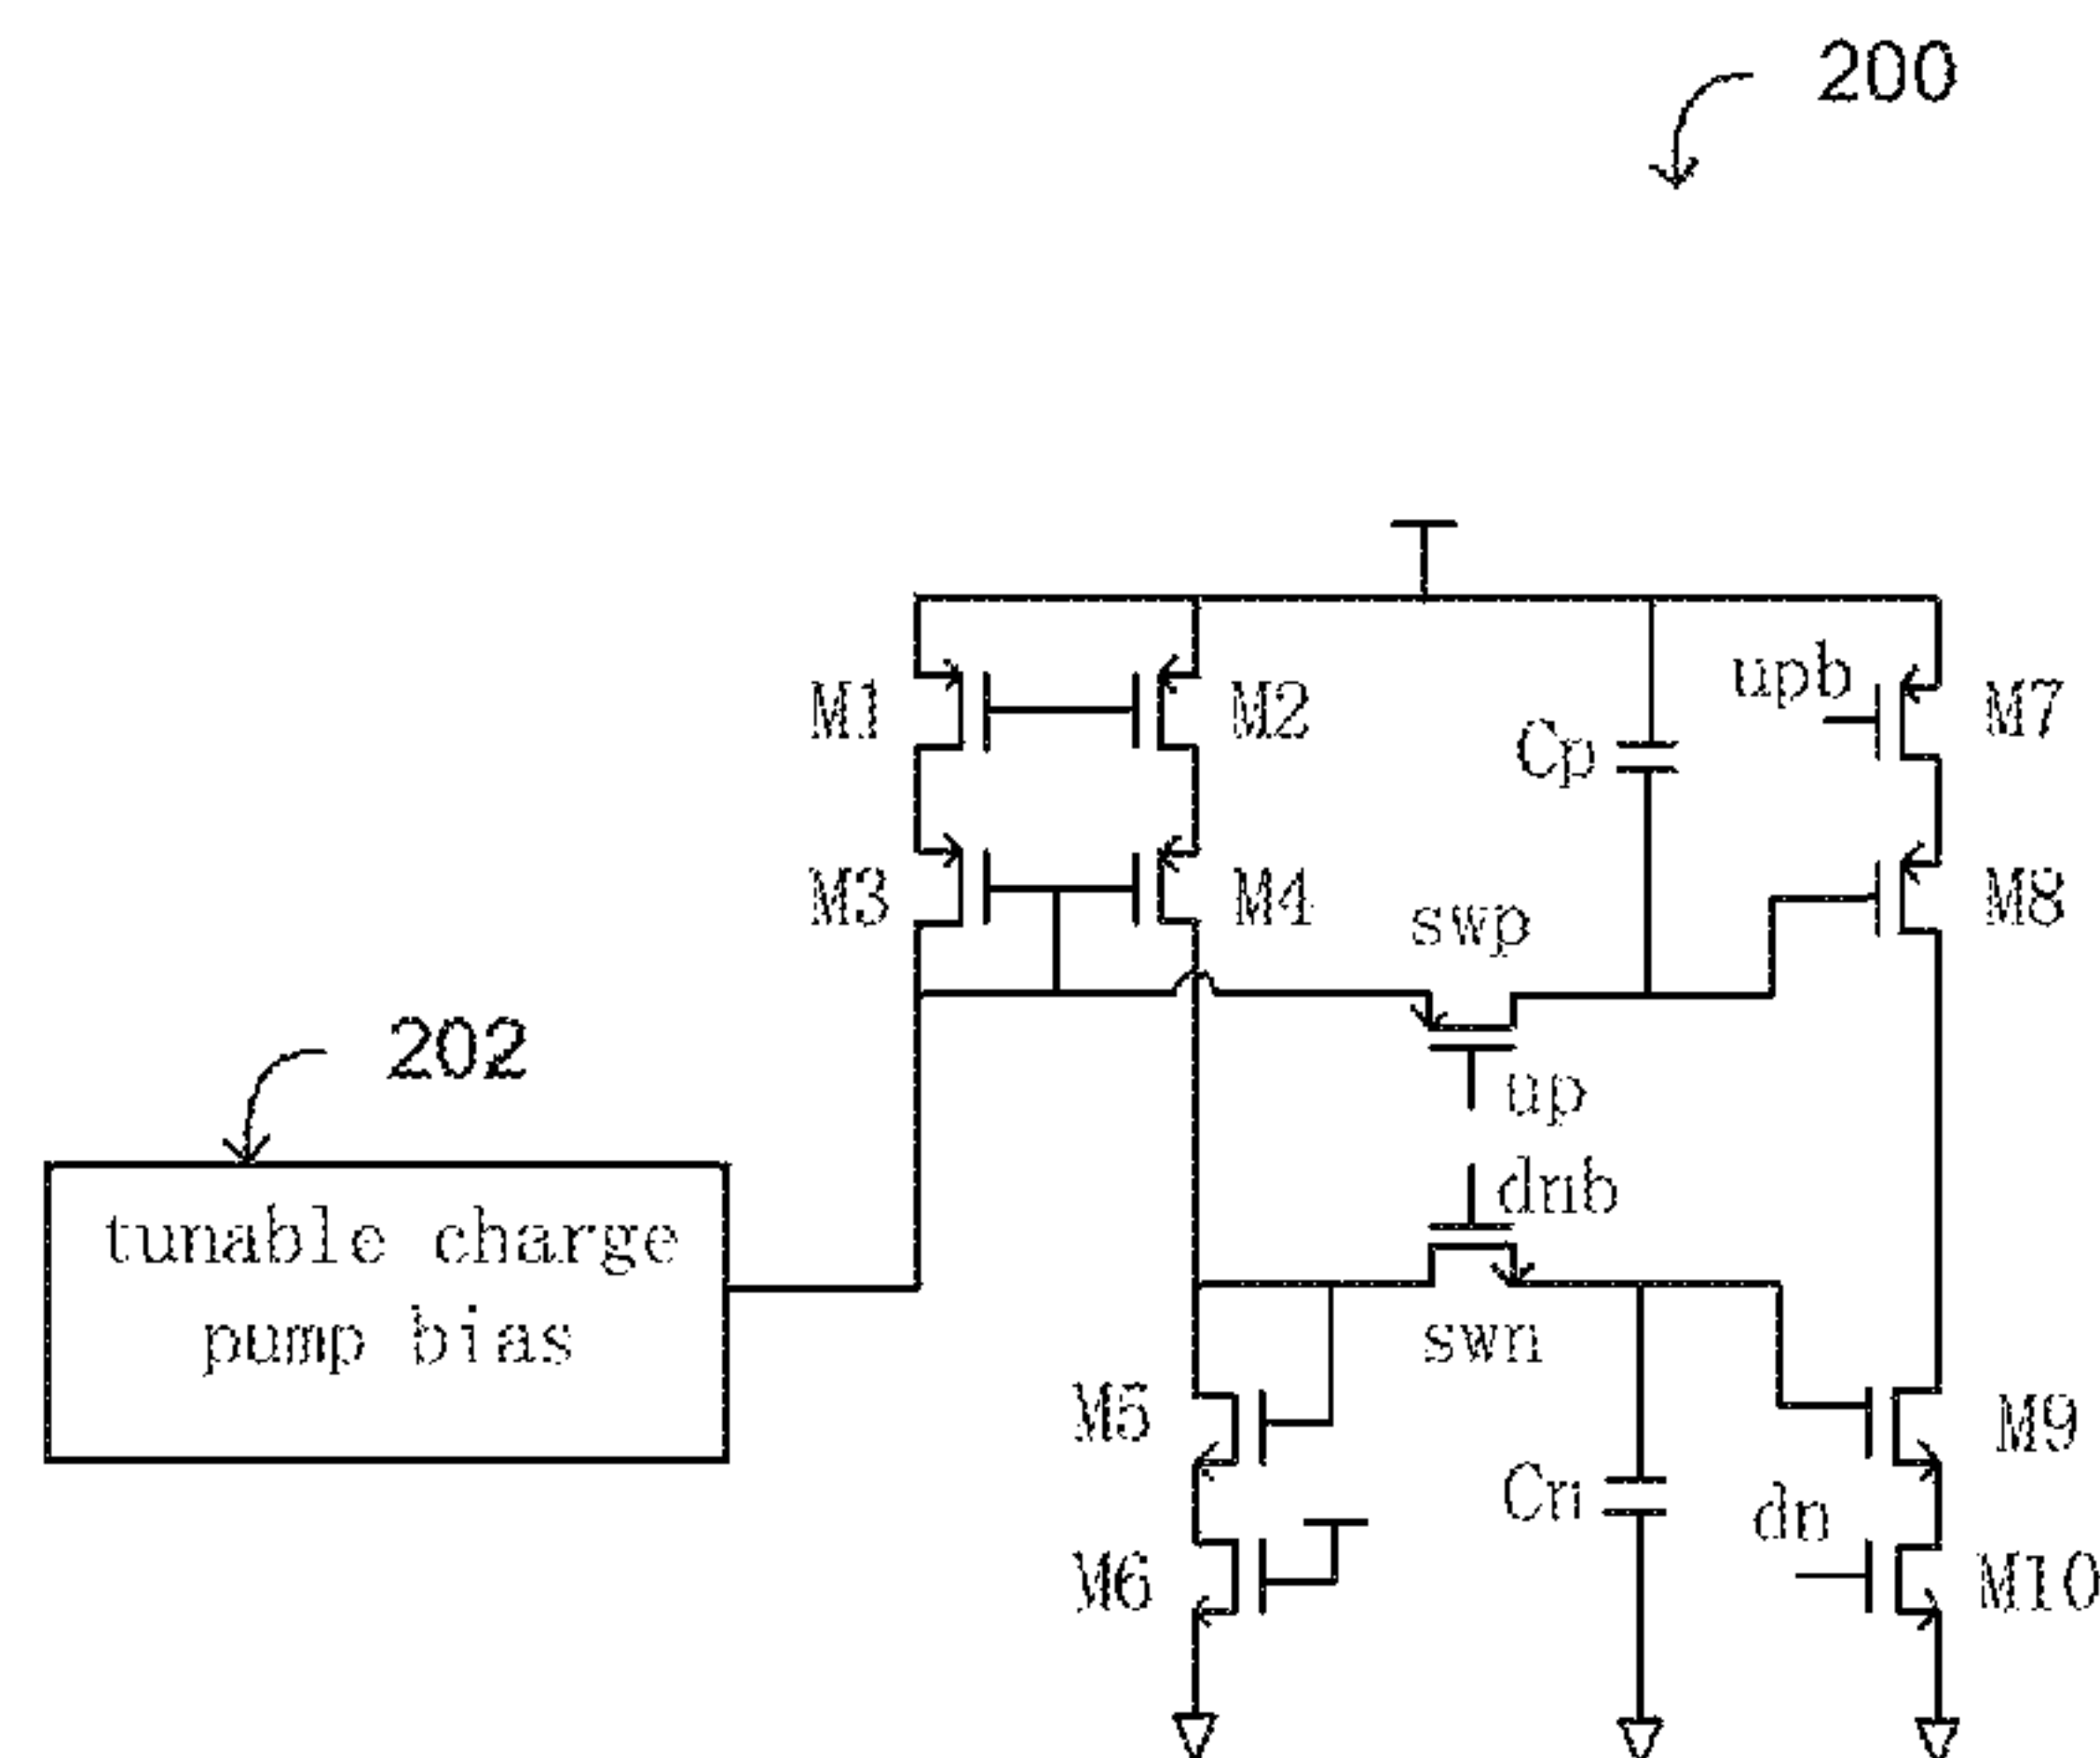 200
upb
M1
M2
M7
Cp
M3
M4
M8
swp
202
up
tunable charge
pump bias
dnb
swn
M5
M9
Cn
dn
M6
M10